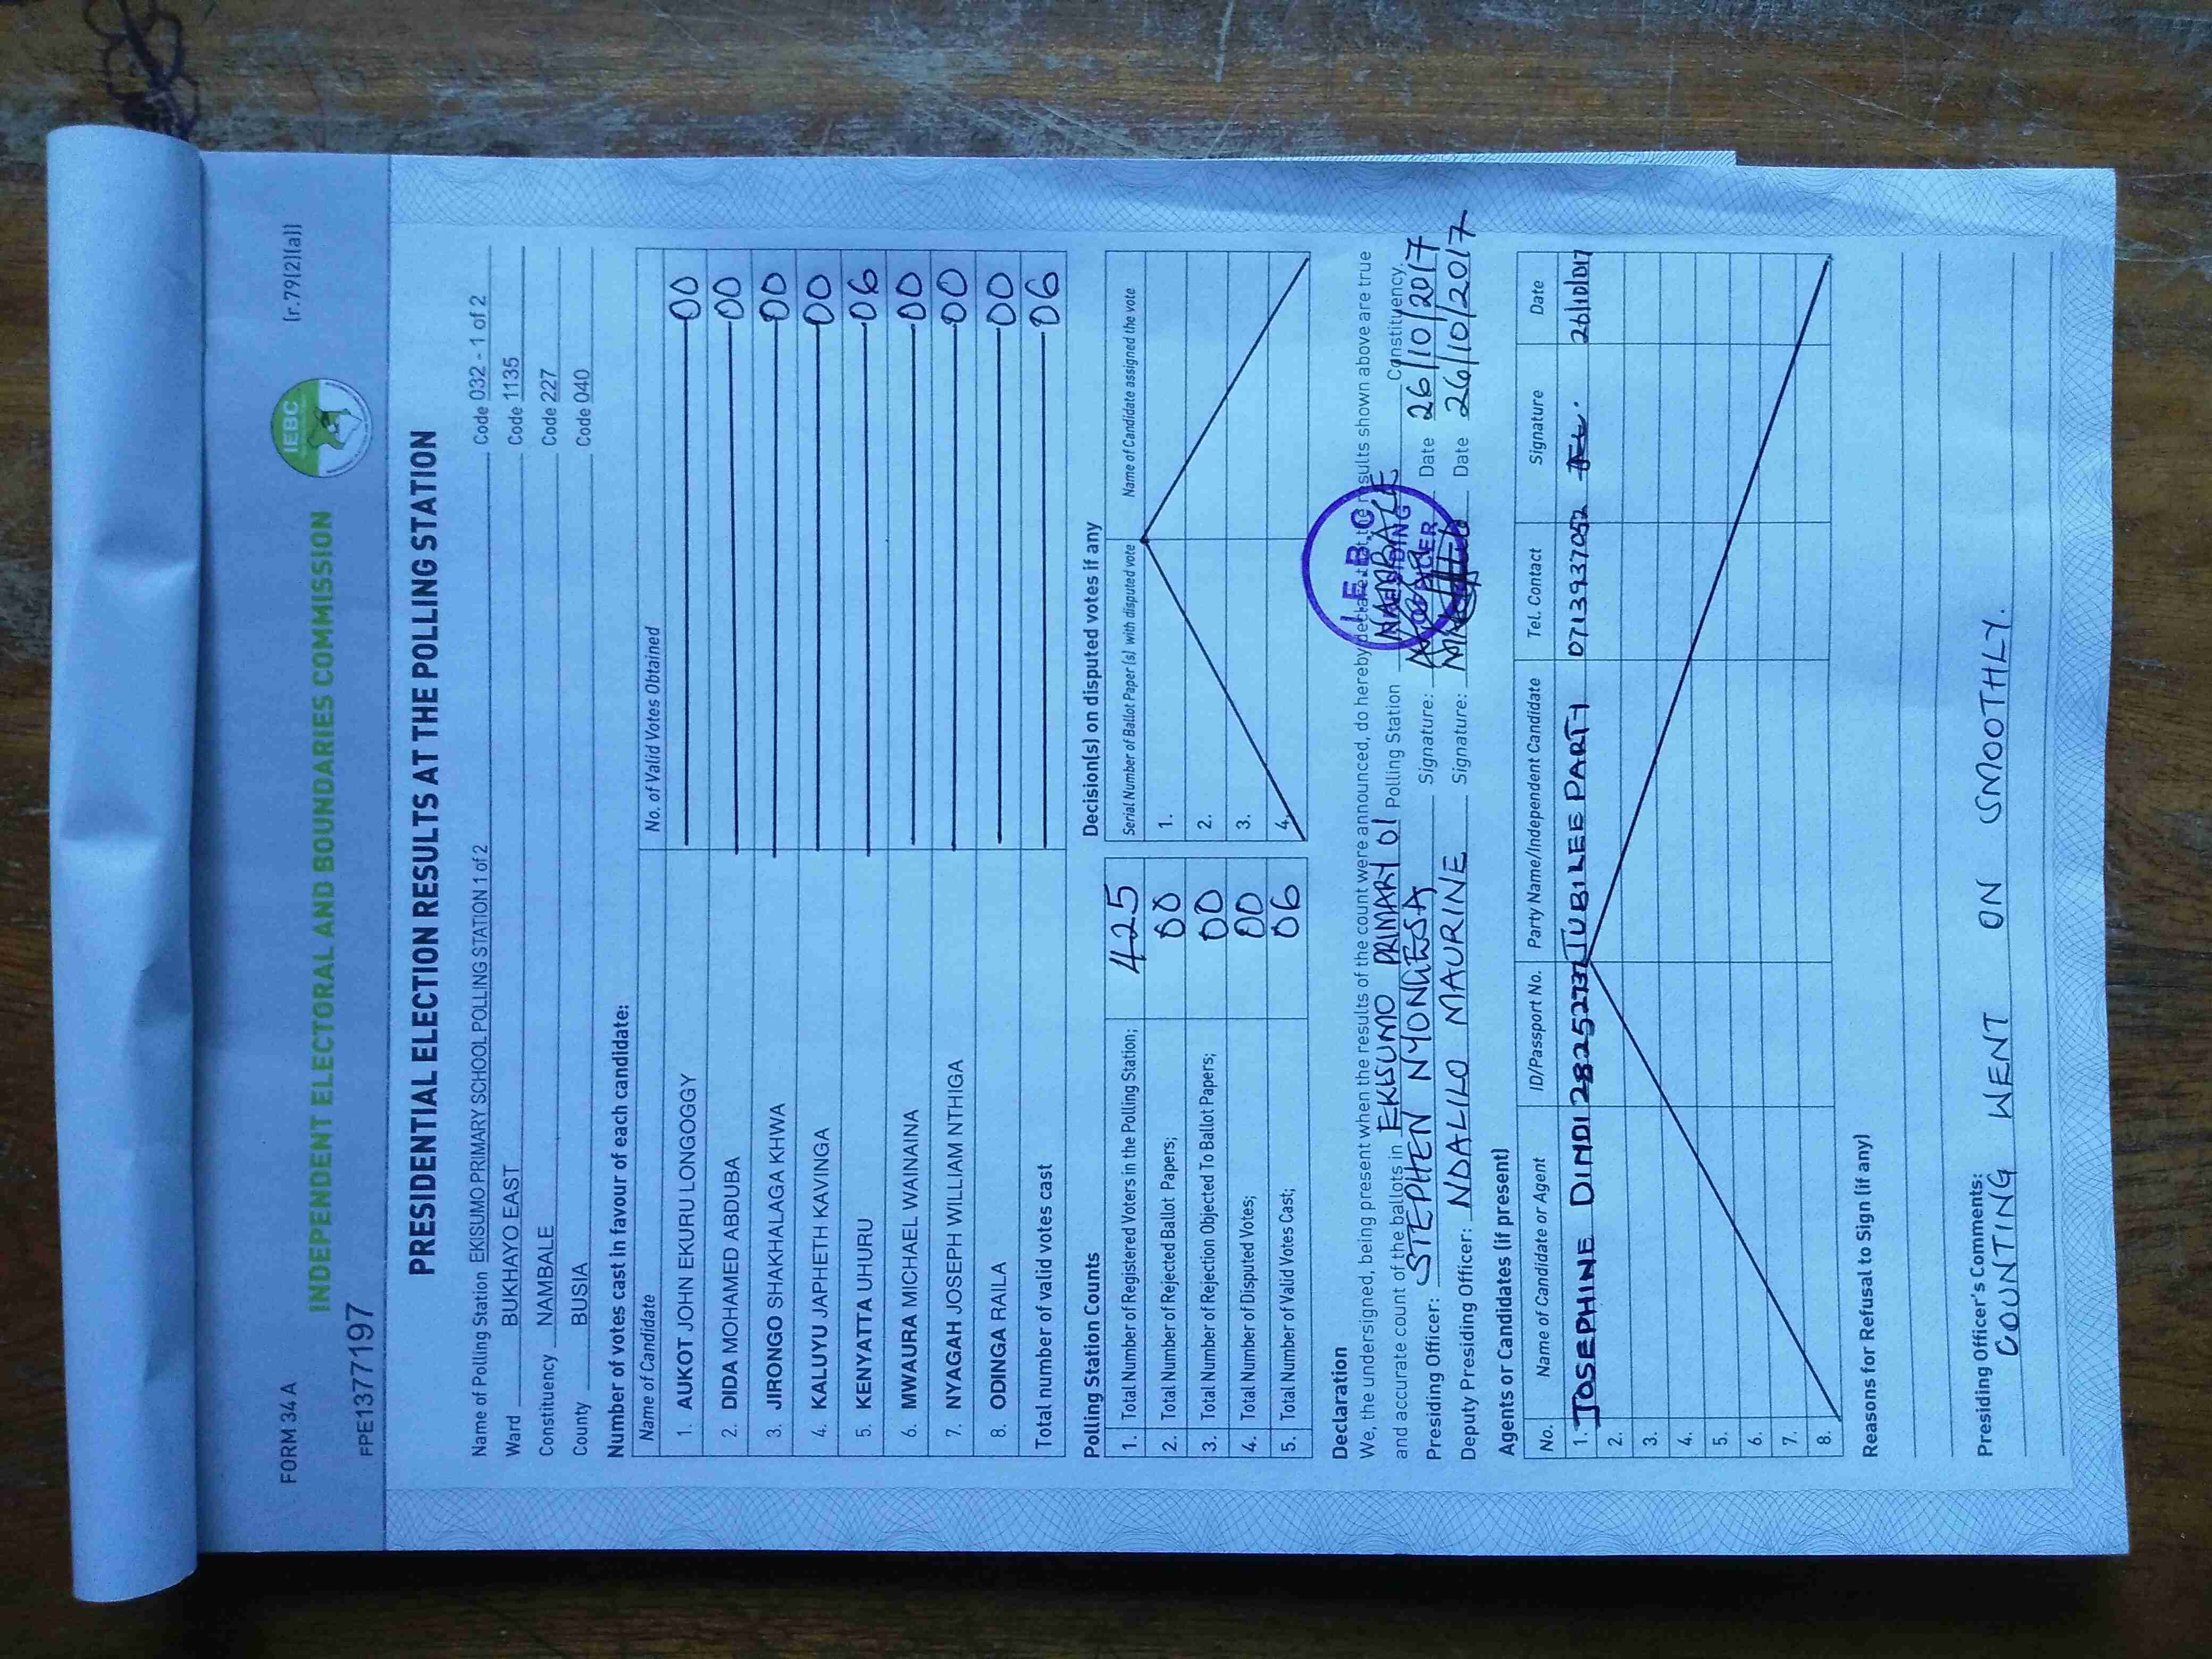 FORM 34 A
[r.79(2)(a)]
IEBC
INDEPENDENT ELECTORAL AND BOUNDARIES COMMISSION
FPE1377197
PRESIDENTIAL ELECTION RESULTS AT THE POLLING STATION
Name of Polling Station EKISUMO PRIMARY SCHOOL POLLING STATION 1 of 2 Code 032 - 1 of 2
Ward BUKHAYO EAST Code 1135
Constituency NAMBALE Code 227
County BUSIA Code 040
Number of votes cast in favour of each candidate:
Name of Candidate No. of Valid Votes Obtained
1. AUKOT JOHN EKURU LONGOGGY 00
2. DIDA MOHAMED ABDUBA 00
3. JIRONGO SHAKHALAGA KHWA 00
4. KALUYU JAPHETH KAVINGA 00
5. KENYATTA UHURU 06
6. MWAURA MICHAEL WAINAINA 00
7. NYAGAH JOSEPH WILLIAM NTHIGA 00
8. ODINGA RAILA 00
Total number of valid votes cast 06
Polling Station Counts
1. Total Number of Registered Voters in the Polling Station; 425
2. Total Number of Rejected Ballot Papers; 00
3. Total Number of Rejection Objected To Ballot Papers; 00
4. Total Number of Disputed Votes; 00
5. Total Number of Valid Votes Cast; 06
Decision(s) on disputed votes if any
Serial Number of Ballot Paper (s) with disputed vote Name of Candidate assigned the vote
1.
2.
3.
4.
Declaration
We, the undersigned, being present when the results of the count were announced, do hereby declare that the results shown above are true
and accurate count of the ballots in EKISUMO PRIMARY 01 Polling Station NAMBALE Constituency.
Presiding Officer: STEPHEN NYONGESA Signature: Date 26/10/2017
Deputy Presiding Officer: NDALILO MAURINE Signature: Date 26/10/2017
I.E.B.C
PRESIDING
OFFICER
Agents or Candidates (if present)
No. Name of Candidate or Agent ID/Passport No. Party Name/Independent Candidate Tel. Contact Signature Date
1. JOSEPHINE DINDI JUBILEE PARTY 0713937052
2.
3.
4.
5.
6.
7.
8.
Reasons for Refusal to Sign (if any)
Presiding Officer's Comments:
COUNTING WENT ON SMOOTHLY.